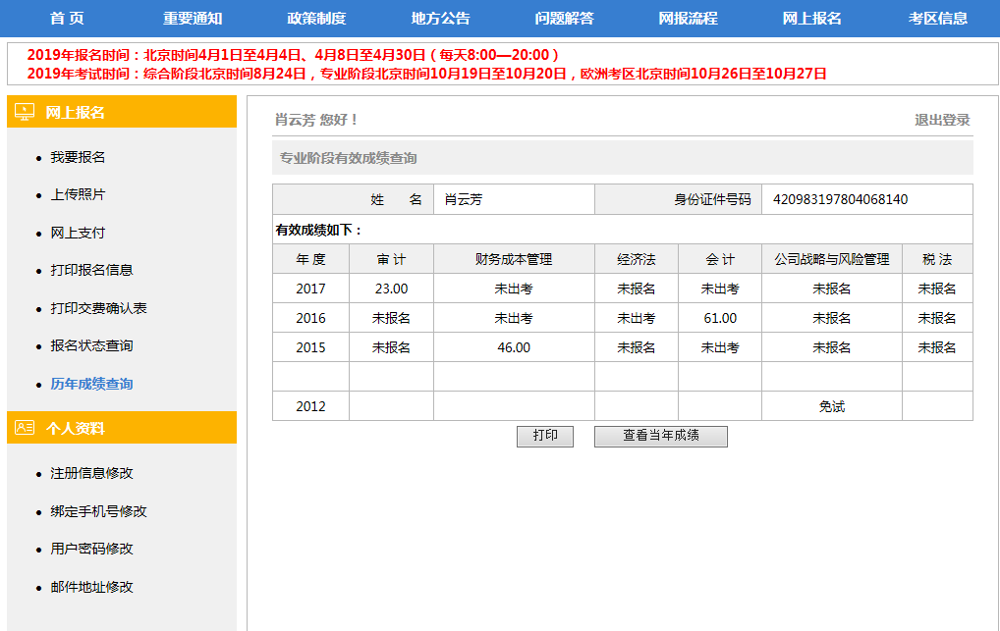 首 页 重要通知 政策制度 地方公告 问题解答 网报流程 网上报名 考区信息
2019年报名时间：北京时间4月1日至4月4日、4月8日至4月30日（每天8:00—20:00）
2019年考试时间：综合阶段北京时间8月24日，专业阶段北京时间10月19日至10月20日，欧洲考区北京时间10月26日至10月27日
网上报名
我要报名
上传照片
网上支付
打印报名信息
打印交费确认表
报名状态查询
历年成绩查询
个人资料
注册信息修改
绑定手机号修改
用户密码修改
邮件地址修改
肖云芳 您好！ 退出登录
专业阶段有效成绩查询
姓 名 肖云芳 身份证件号码 420983197804068140
有效成绩如下：
年 度 审 计 财务成本管理 经济法 会 计 公司战略与风险管理 税 法
2017 23.00 未出考 未报名 未出考 未报名 未报名
2016 未报名 未出考 未出考 61.00 未报名 未报名
2015 未报名 46.00 未报名 未出考 未报名 未报名
2012 免试
打印 查看当年成绩